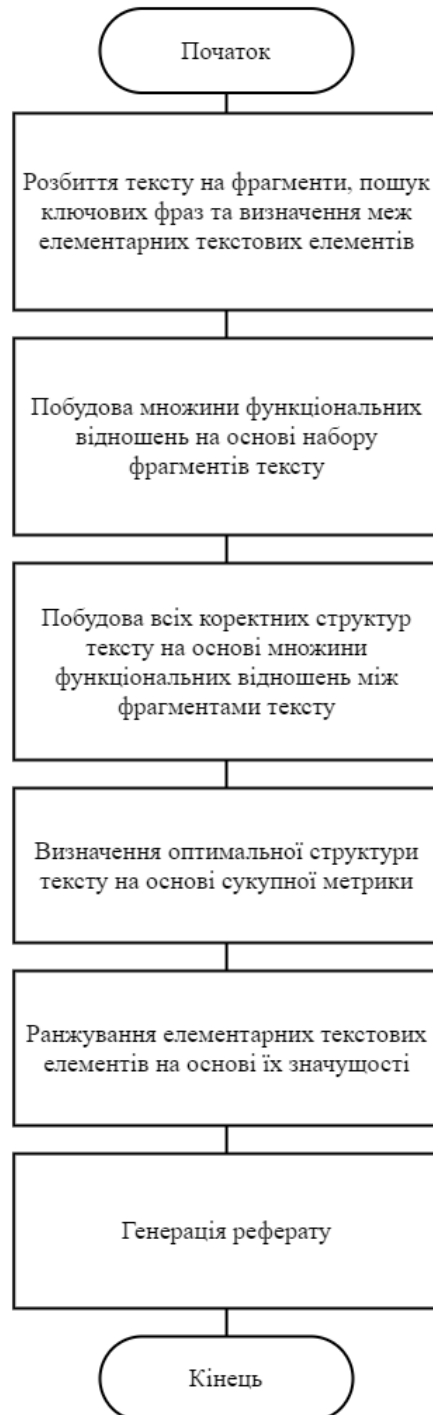 Початок
Розбиття тексту на фрагменти, пошук
ключових фраз та визначення меж
елементарних текстових елементів
Побудова множини функціональних
відношень на основі набору
фрагментів тексту
Побудова всіх коректних структур
тексту на основі множини
функціональних відношень між
фрагментами тексту
Визначення оптимальної структури
тексту на основі сукупної метрики
Ранжування елементарних текстових
елементів на основі їх значущості
Генерація реферату
Кінець